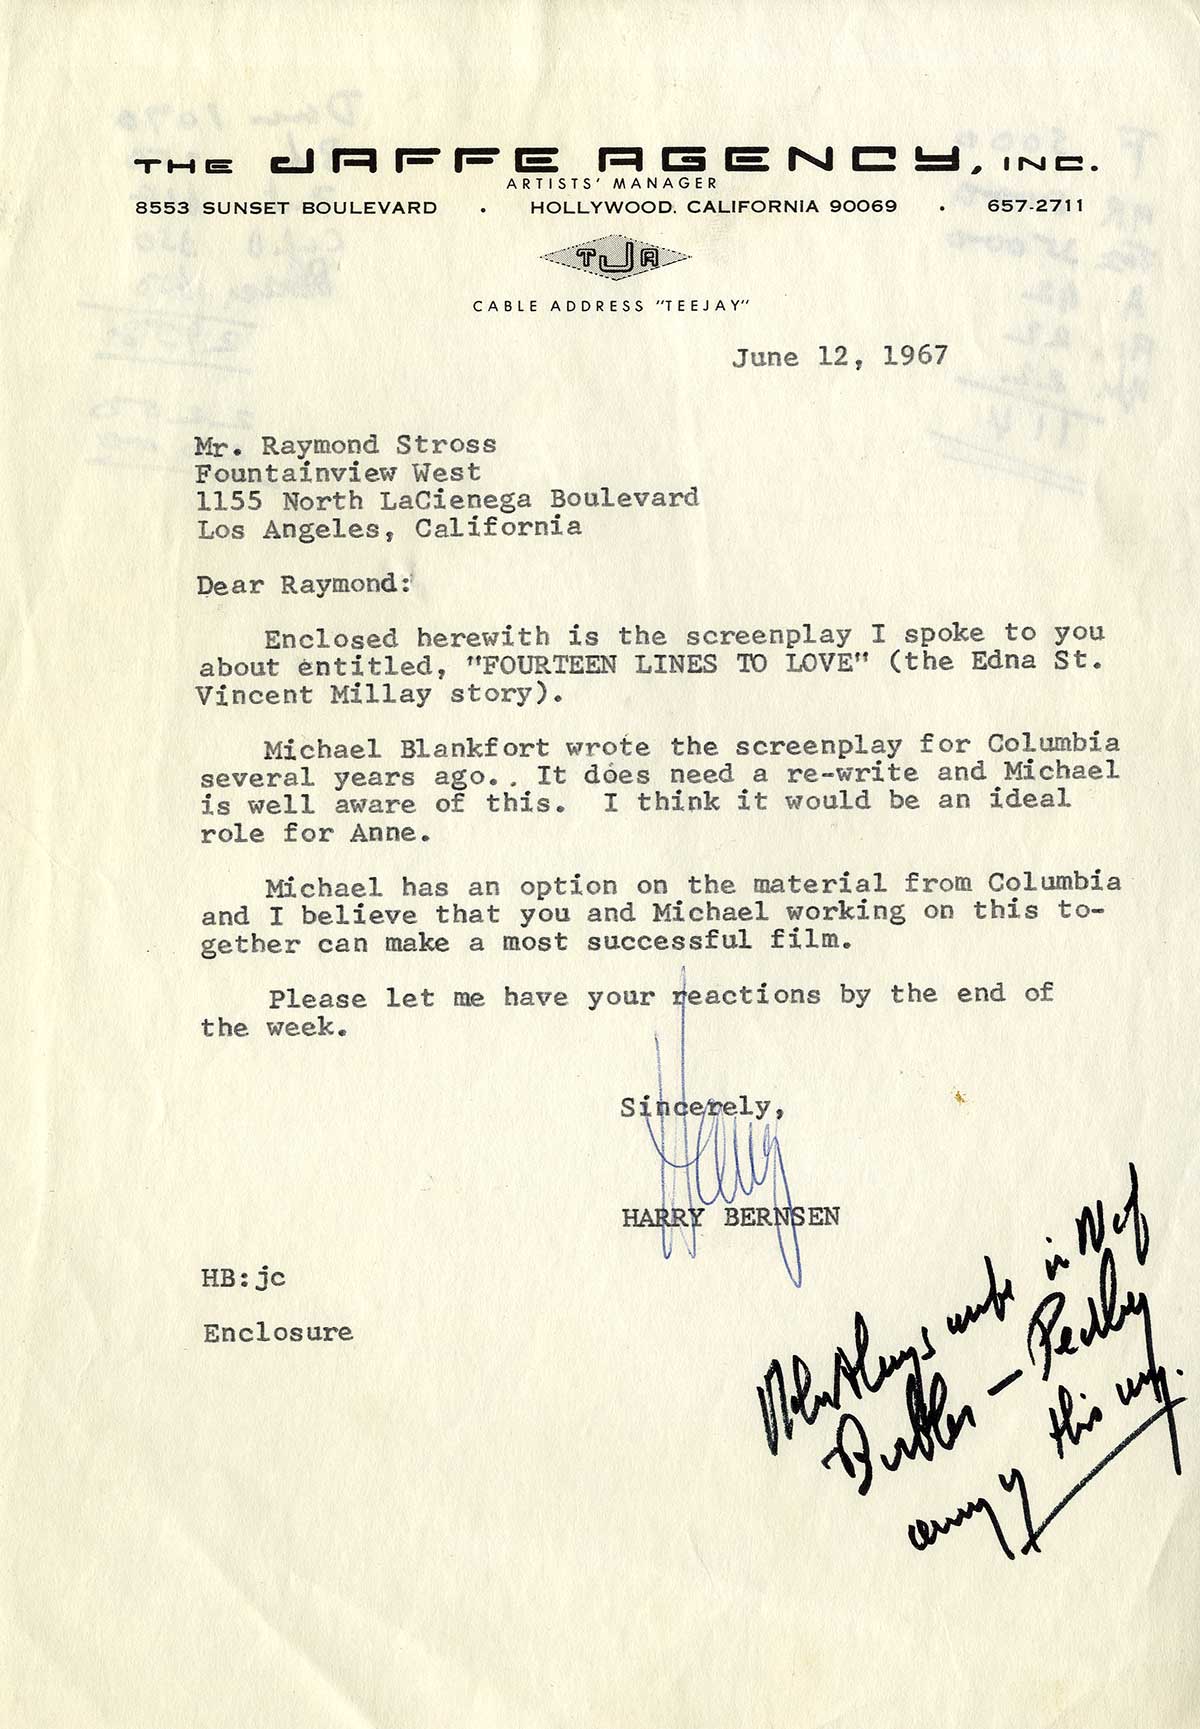 THE JAFFE AGENCY, INC.
ARTISTS' MANAGER
8553 SUNSET BOULEVARD • HOLLYWOOD, CALIFORNIA 90069 • 657-2711
TJA
CABLE ADDRESS "TEEJAY"
June 12, 1967
Mr. Raymond Stross
Fountainview West
1155 North LaCienega Boulevard
Los Angeles, California
Dear Raymond:
Enclosed herewith is the screenplay I spoke to you
about entitled, "FOURTEEN LINES TO LOVE" (the Edna St.
Vincent Millay story).
Michael Blankfort wrote the screenplay for Columbia
several years ago.. It does need a re-write and Michael
is well aware of this.  I think it would be an ideal
role for Anne.
Michael has an option on the material from Columbia
and I believe that you and Michael working on this to-
gether can make a most successful film.
Please let me have your reactions by the end of
the week.
Sincerely,
Harry
HARRY BERNSEN
HB:jc
Enclosure
in
this